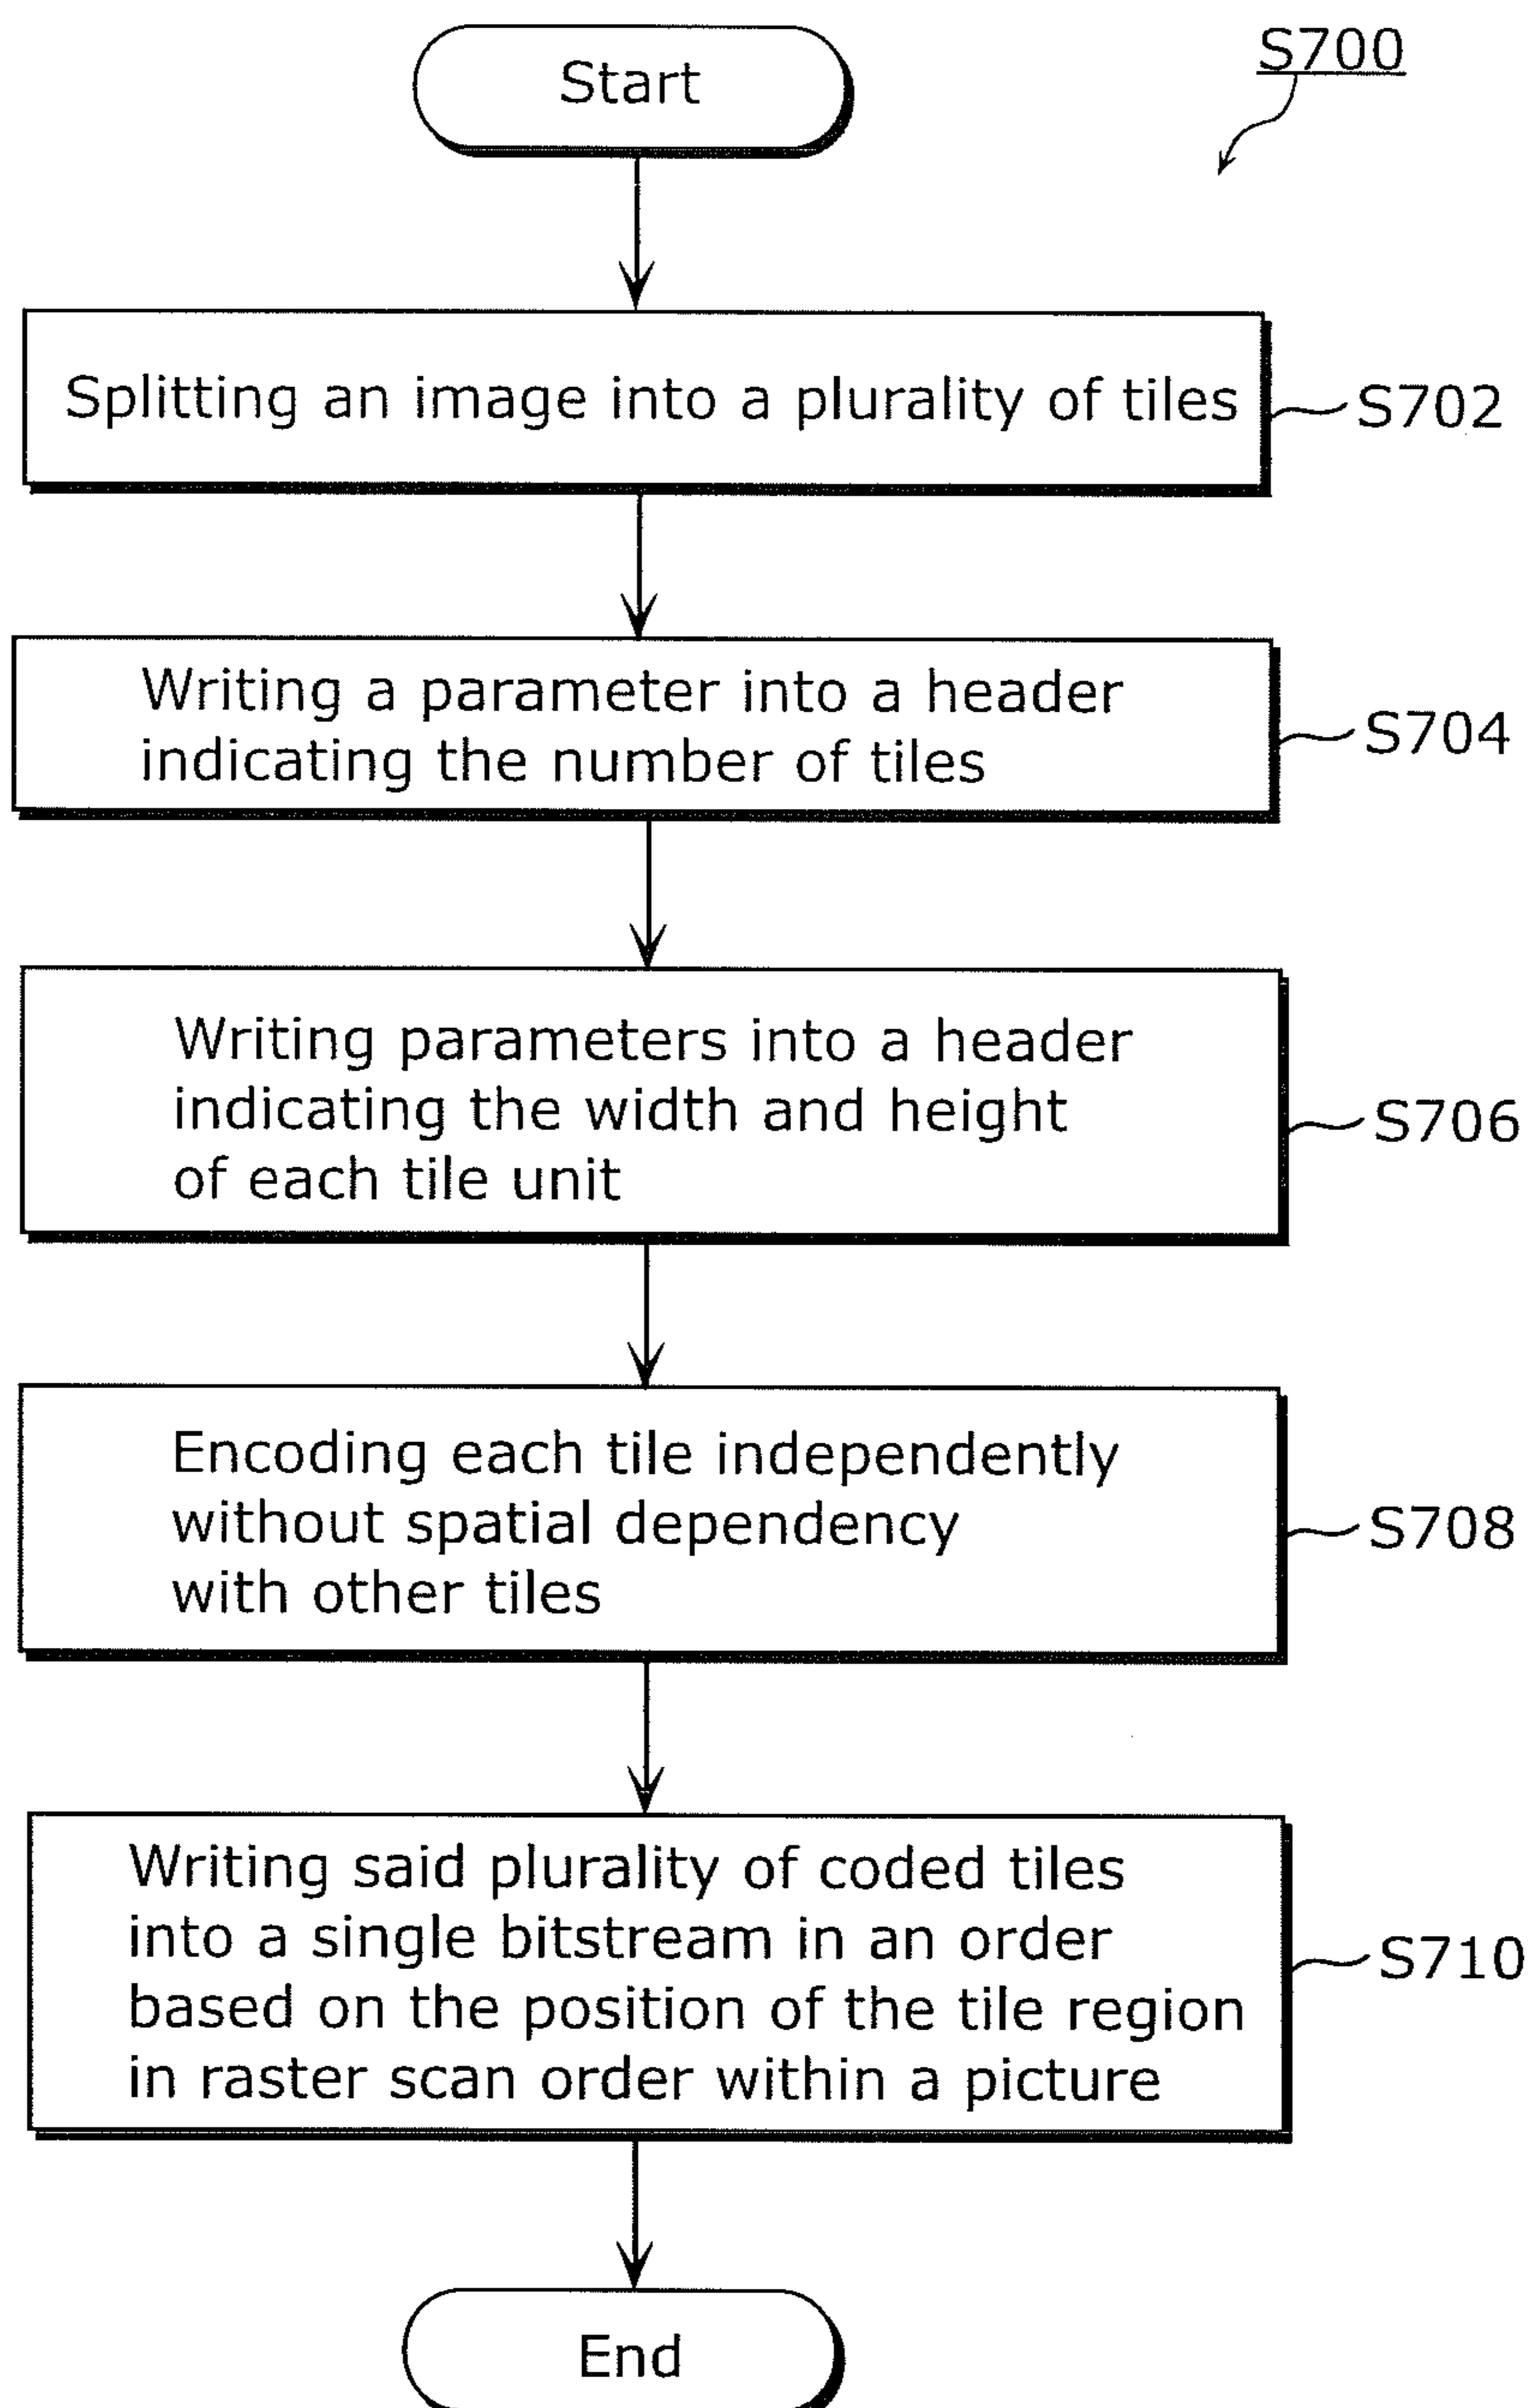 Start
S700
Splitting an image into a plurality of tiles
S702
Writing a parameter into a header
indicating the number of tiles
S704
Writing parameters into a header
indicating the width and height
of each tile unit
S706
Encoding each tile independently
without spatial dependency
with other tiles
S708
Writing said plurality of coded tiles
into a single bitstream in an order
based on the position of the tile region
in raster scan order within a picture
S710
End